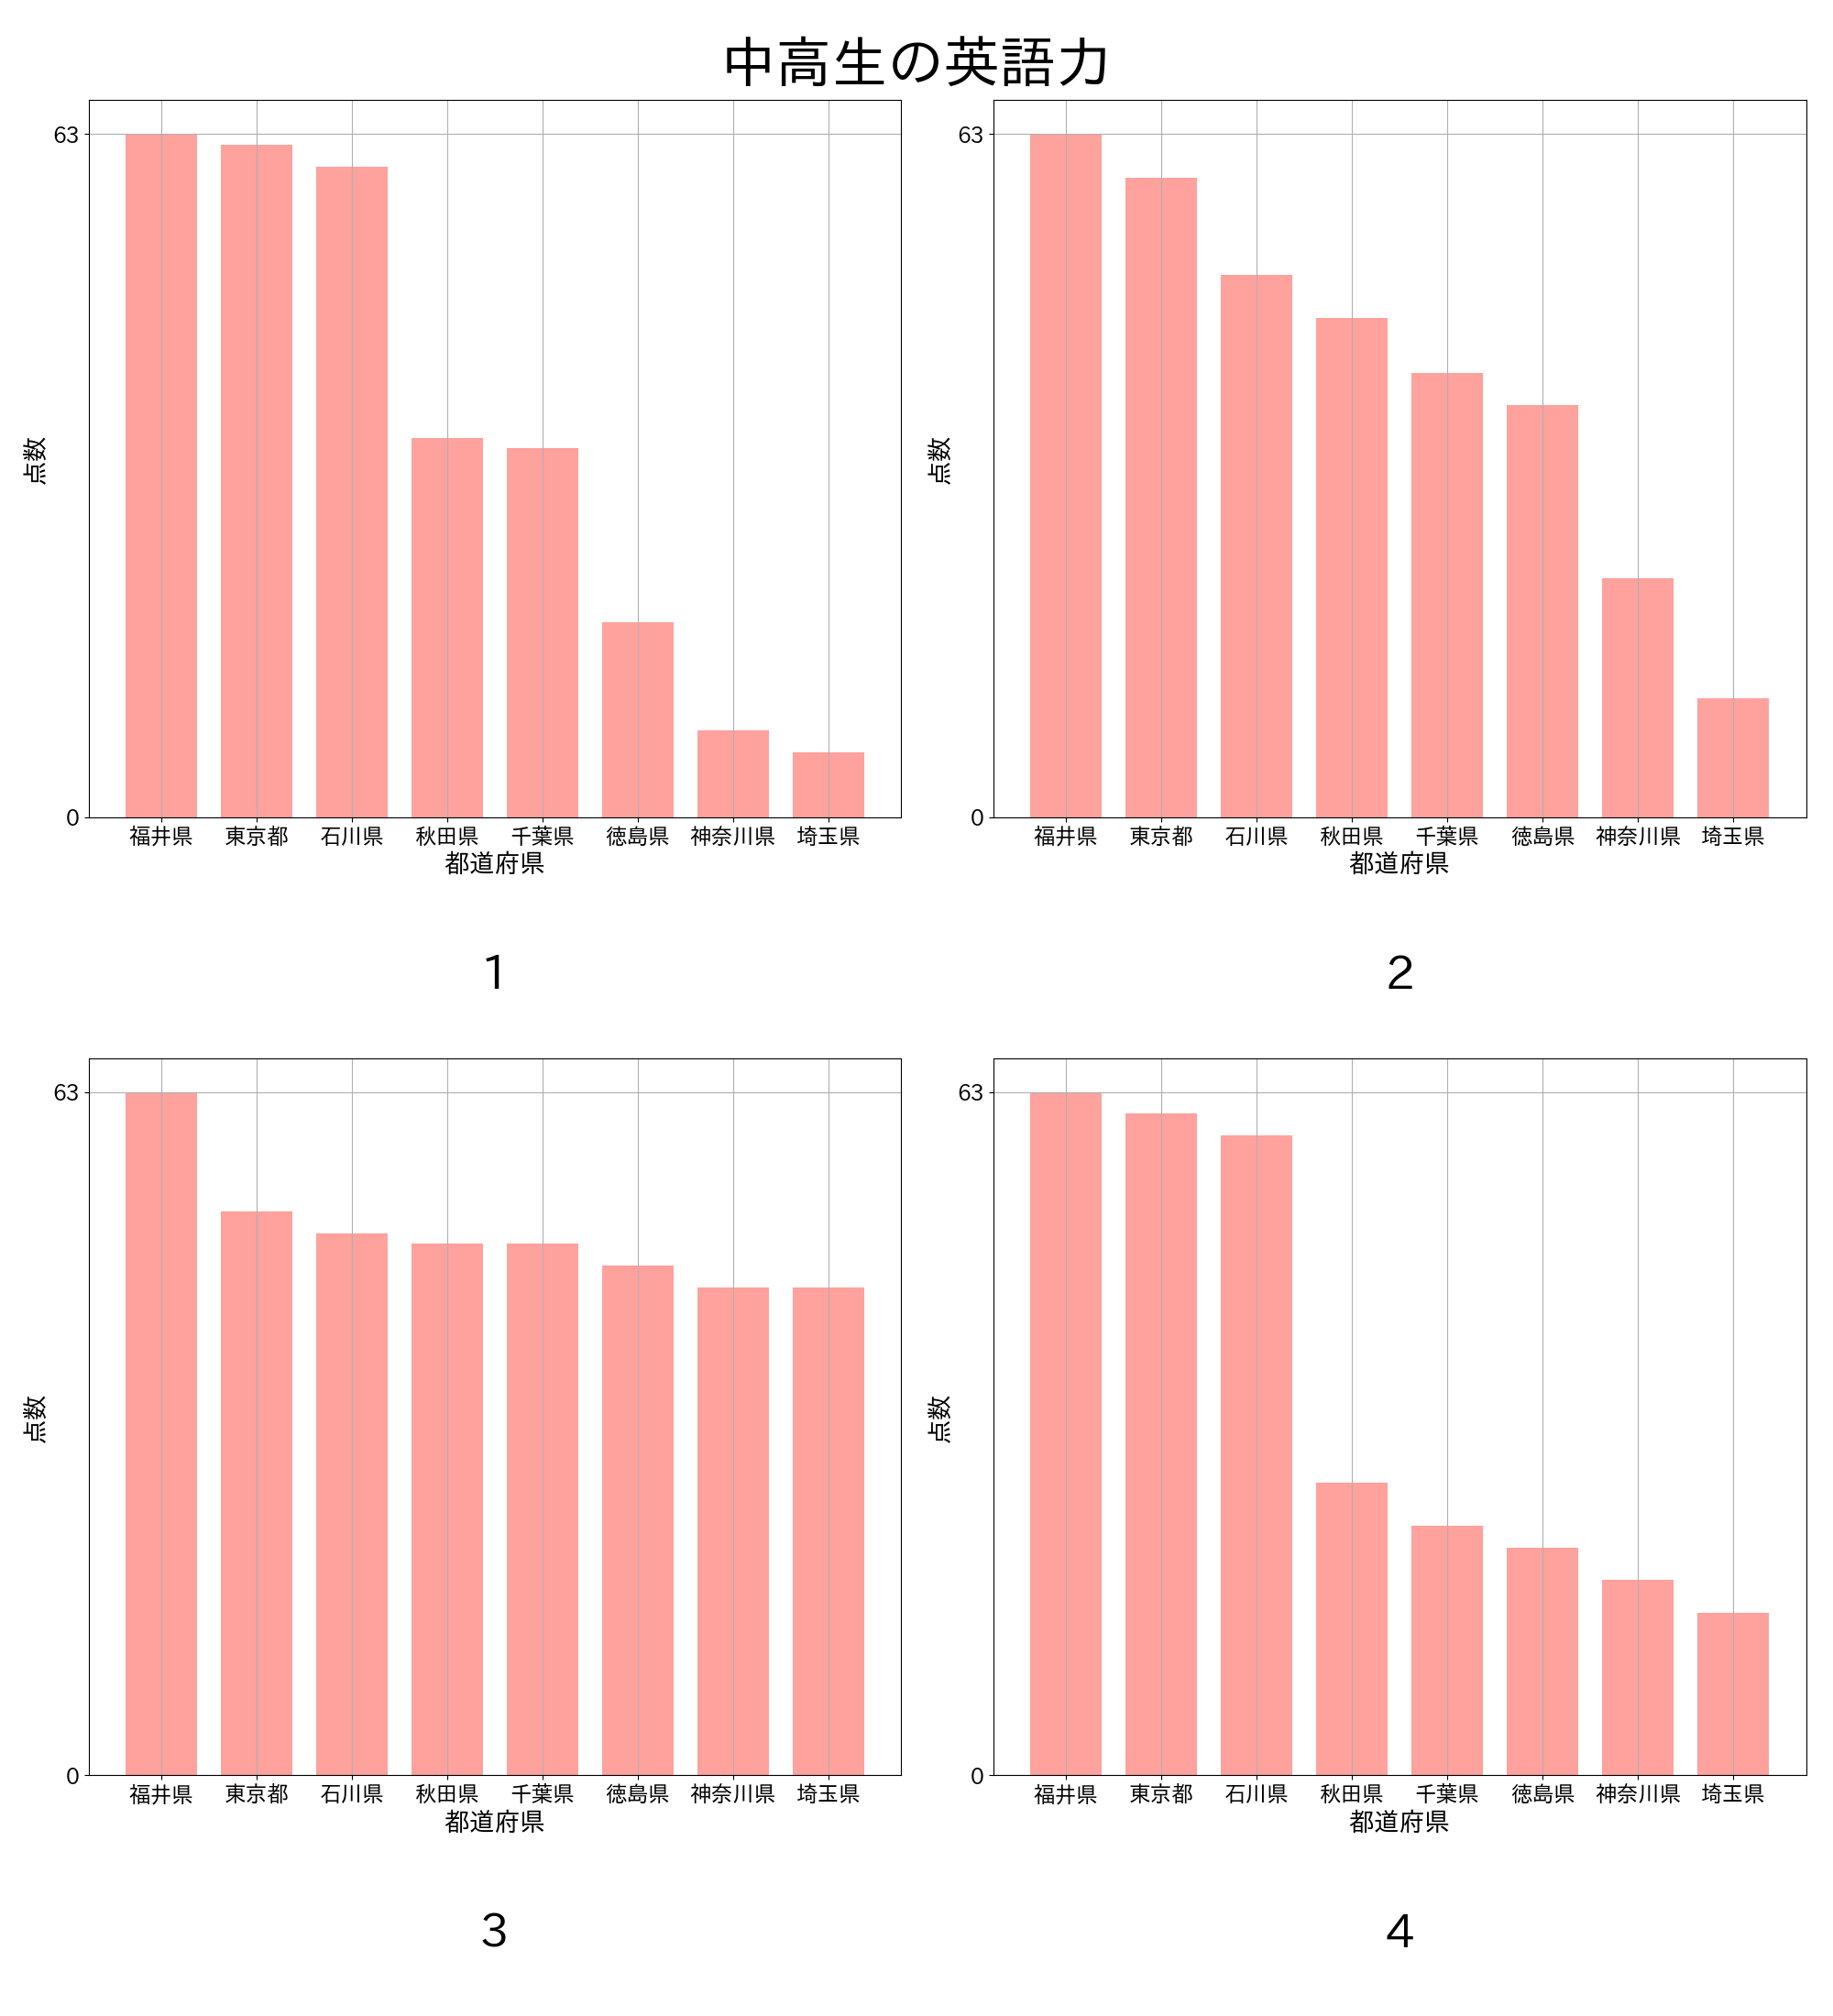 中高生の英語力
63
0
点数
福井県 東京都 石川県 秋田県 千葉県 徳島県 神奈川県 埼玉県
都道府県
1
63
0
点数
福井県 東京都 石川県 秋田県 千葉県 徳島県 神奈川県 埼玉県
都道府県
2
63
0
点数
福井県 東京都 石川県 秋田県 千葉県 徳島県 神奈川県 埼玉県
都道府県
3
63
0
点数
福井県 東京都 石川県 秋田県 千葉県 徳島県 神奈川県 埼玉県
都道府県
4